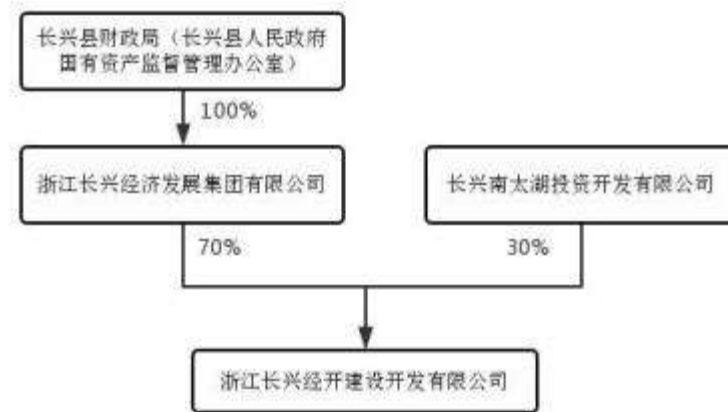 长兴县财政局（长兴县人民政府
国有资产监督管理办公室）
100%
浙江长兴经济发展集团有限公司
长兴南太湖投资开发有限公司
70%
30%
浙江长兴经开建设开发有限公司